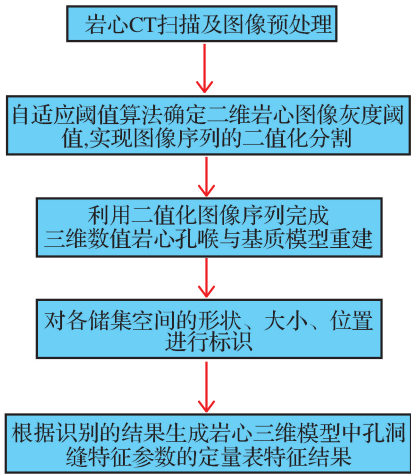 岩心CT扫描及图像预处理
自适应阈值算法确定二维岩心图像灰度阈
值,实现图像序列的二值化分割
利用二值化图像序列完成
三维数值岩心孔喉与基质模型重建
对各储集空间的形状、大小、位置
进行标识
根据识别的结果生成岩心三维模型中孔洞
缝特征参数的定量表特征结果